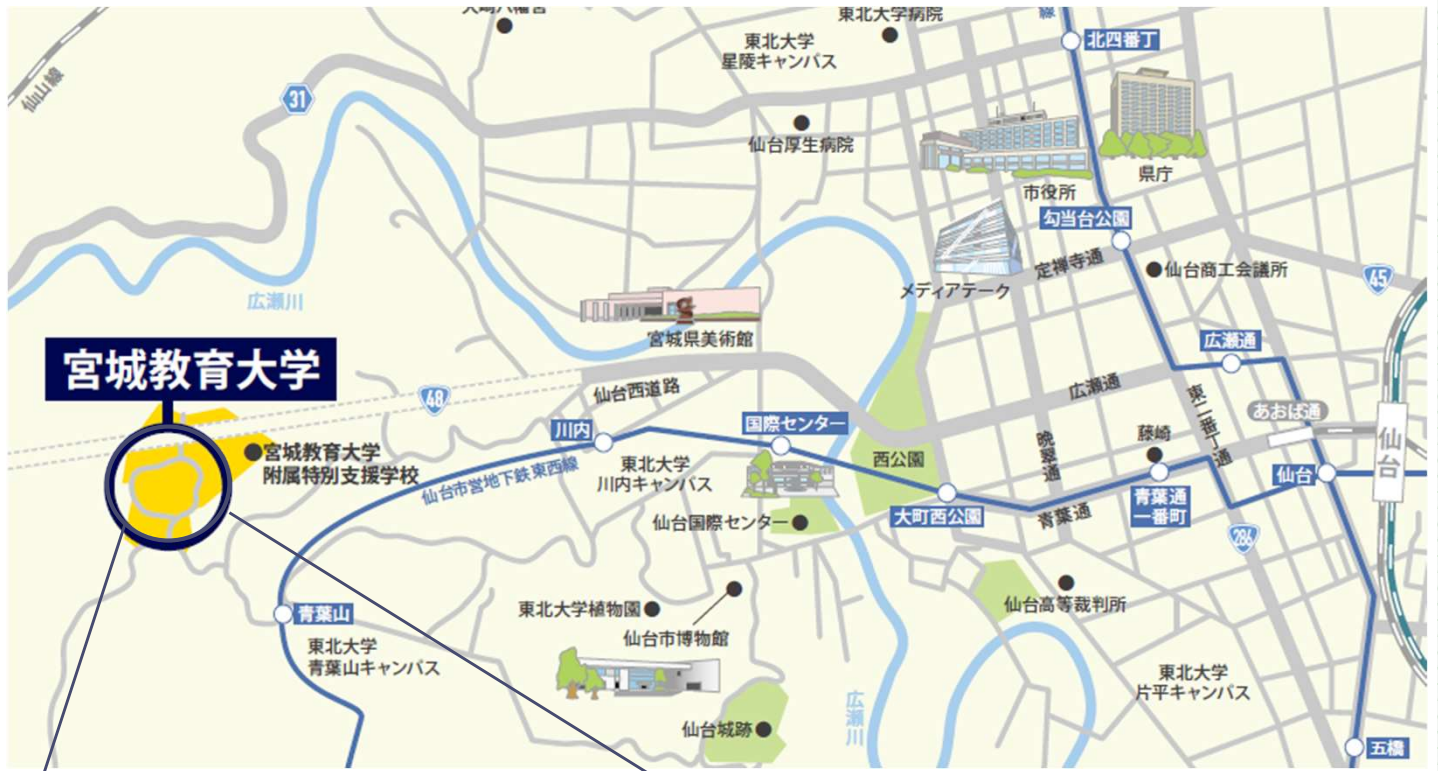 大崎八幡宮
東北大学病院
線
北四番丁
東北大学
星陵キャンパス
仙山線
31
仙台厚生病院
県庁
市役所
勾当台公園
定禅寺通
仙台商工会議所
45
メディアテーク
広瀬川
宮城県美術館
広瀬通
宮城教育大学
48
仙台西道路
広瀬通
東二番丁通
あおば通
国際センター
川内
晩翠通
藤崎
仙台
宮城教育大学
附属特別支援学校
東北大学
川内キャンパス
西公園
仙台
仙台市営地下鉄東西線
大町西公園
青葉通
青葉通
一番町
仙台国際センター
286
青葉山
東北大学植物園
仙台市博物館
仙台高等裁判所
東北大学
青葉山キャンパス
東北大学
片平キャンパス
広瀬川
仙台城跡
五橋